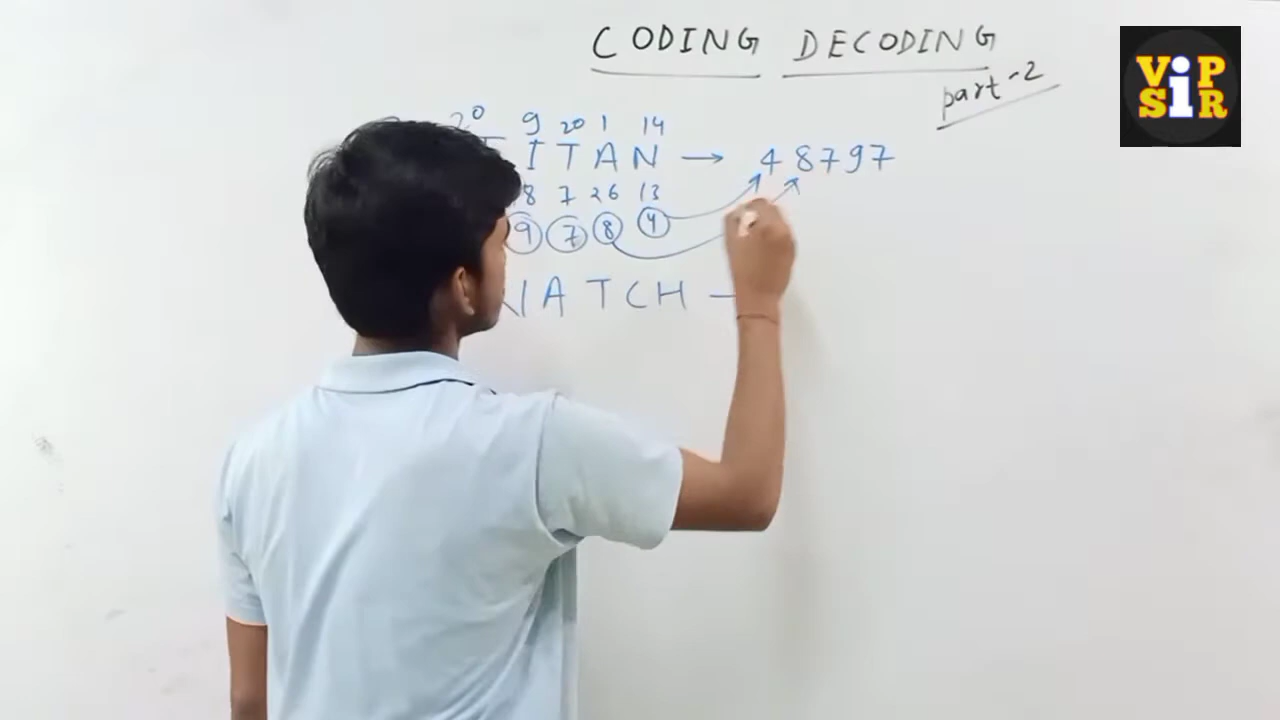 CODING DECODING
part-2
ViP
SiR
20 9 20 1 14
ITAN → 48797
8 7 26 13
9 7 8 4
ATCH –